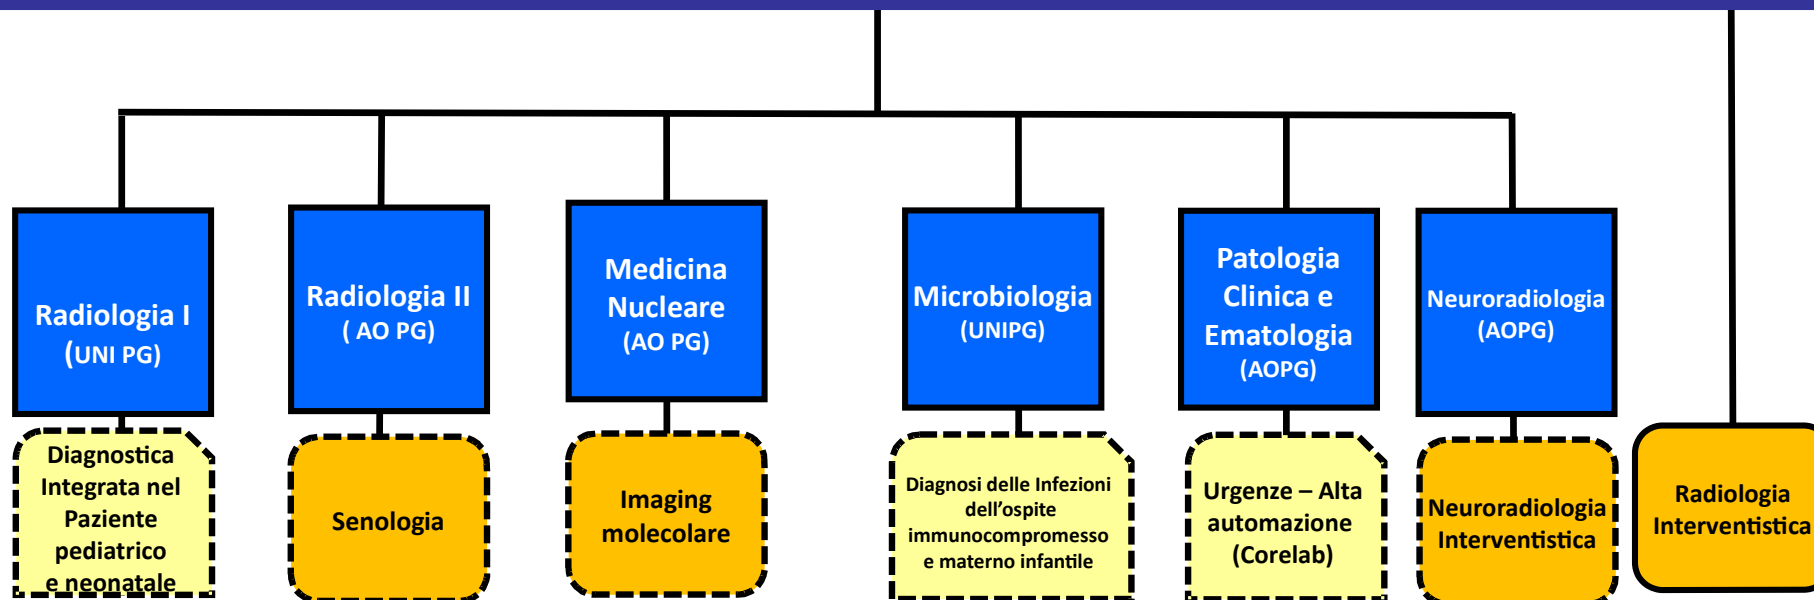 Radiologia I
(UNI PG)
Radiologia II
( AO PG)
Medicina
Nucleare
(AO PG)
Microbiologia
(UNIPG)
Patologia
Clinica e
Ematologia
(AOPG)
Neuroradiologia
(AOPG)
Diagnostica
Integrata nel
Paziente
pediatrico
e neonatale
Senologia
Imaging
molecolare
Diagnosi delle Infezioni
dell’ospite
immunocompromesso
e materno infantile
Urgenze – Alta
automazione
(Corelab)
Neuroradiologia
Interventistica
Radiologia
Interventistica